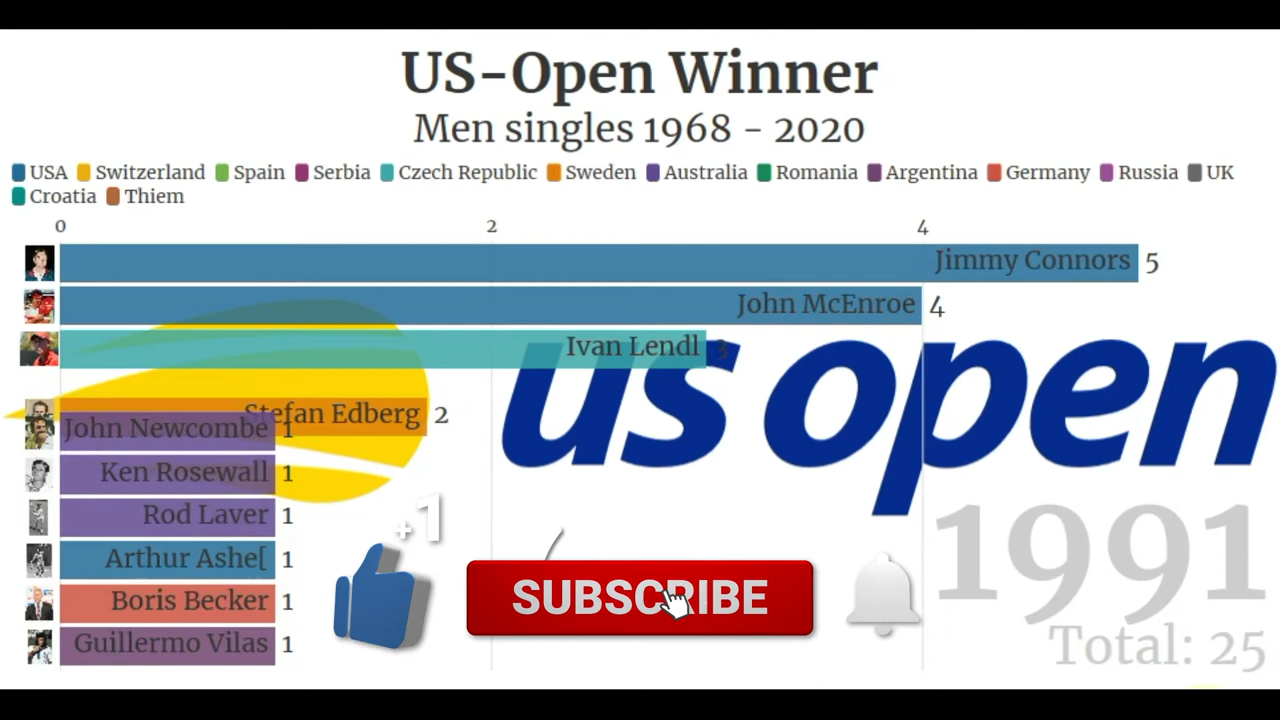 US-Open Winner
Men singles 1968 - 2020
USA Switzerland Spain Serbia Czech Republic Sweden Australia Romania Argentina Germany Russia UK
Croatia Thiem
0 2 4
Jimmy Connors 5
John McEnroe 4
Ivan Lendl 3
us open
Stefan Edberg 2
John Newcombe 1
Ken Rosewall 1
Rod Laver 1
+1
1991
Arthur Ashe[ 1
SUBSCRIBE
Boris Becker 1
Guillermo Vilas 1
Total: 25